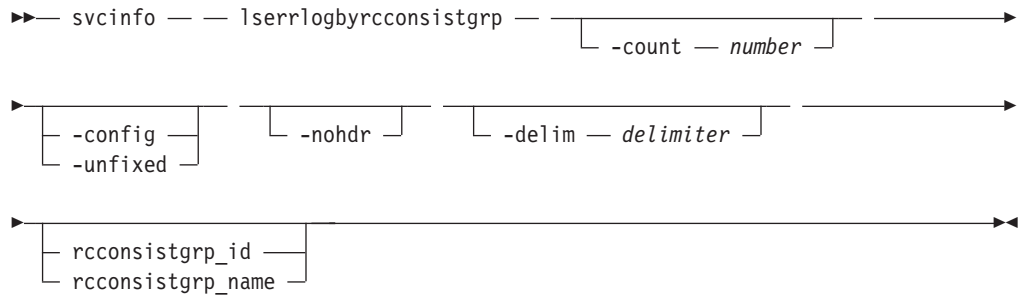 svcinfo lserrlogbyrcconsistgrp
-count number
-config -nohdr -delim delimiter
-unfixed
rcconsistgrp_id
rcconsistgrp_name